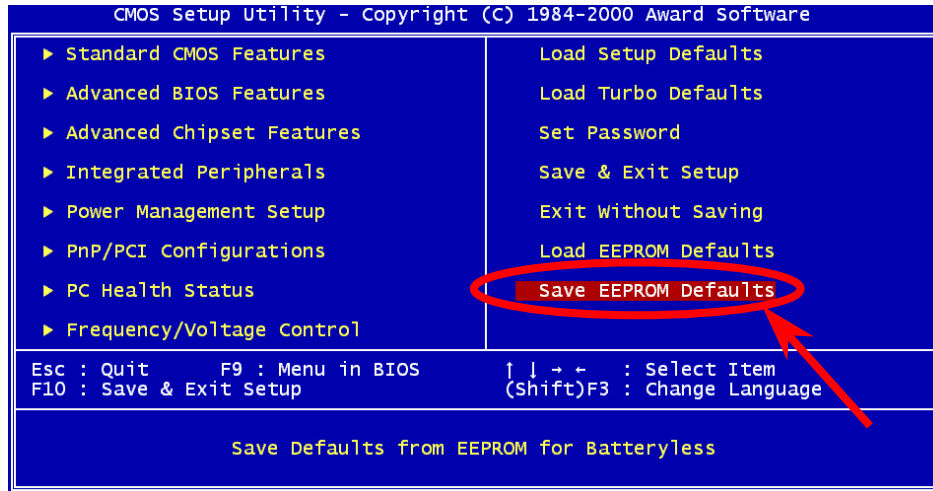 CMOS Setup Utility - Copyright (C) 1984-2000 Award Software
▶ Standard CMOS Features
▶ Advanced BIOS Features
▶ Advanced Chipset Features
▶ Integrated Peripherals
▶ Power Management Setup
▶ PnP/PCI Configurations
▶ PC Health Status
▶ Frequency/Voltage Control
Load Setup Defaults
Load Turbo Defaults
Set Password
Save & Exit Setup
Exit Without Saving
Load EEPROM Defaults
Save EEPROM Defaults
Esc : Quit F9 : Menu in BIOS
F10 : Save & Exit Setup
↑ ↓ → ← : Select Item
(Shift)F3 : Change Language
Save Defaults from EEPROM for Batteryless